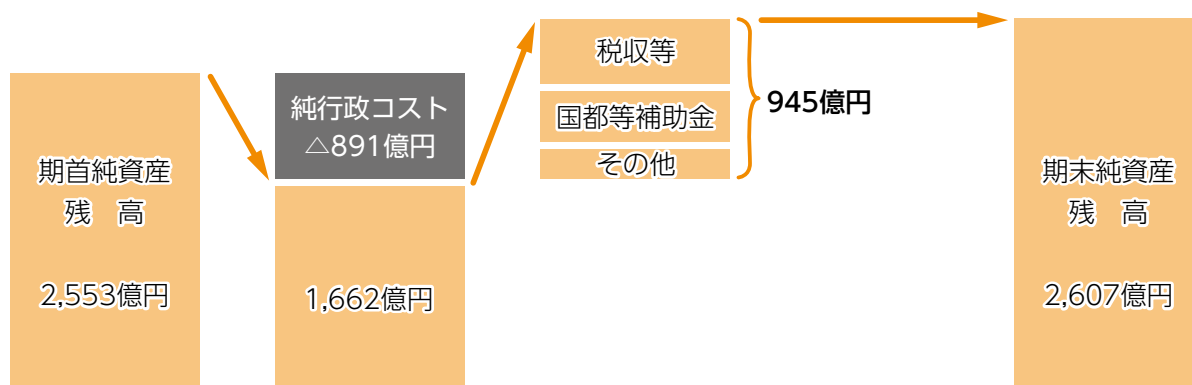 期首純資産
残　高
2,553億円
純行政コスト
△891億円
1,662億円
税収等
国都等補助金
その他
945億円
期末純資産
残　高
2,607億円